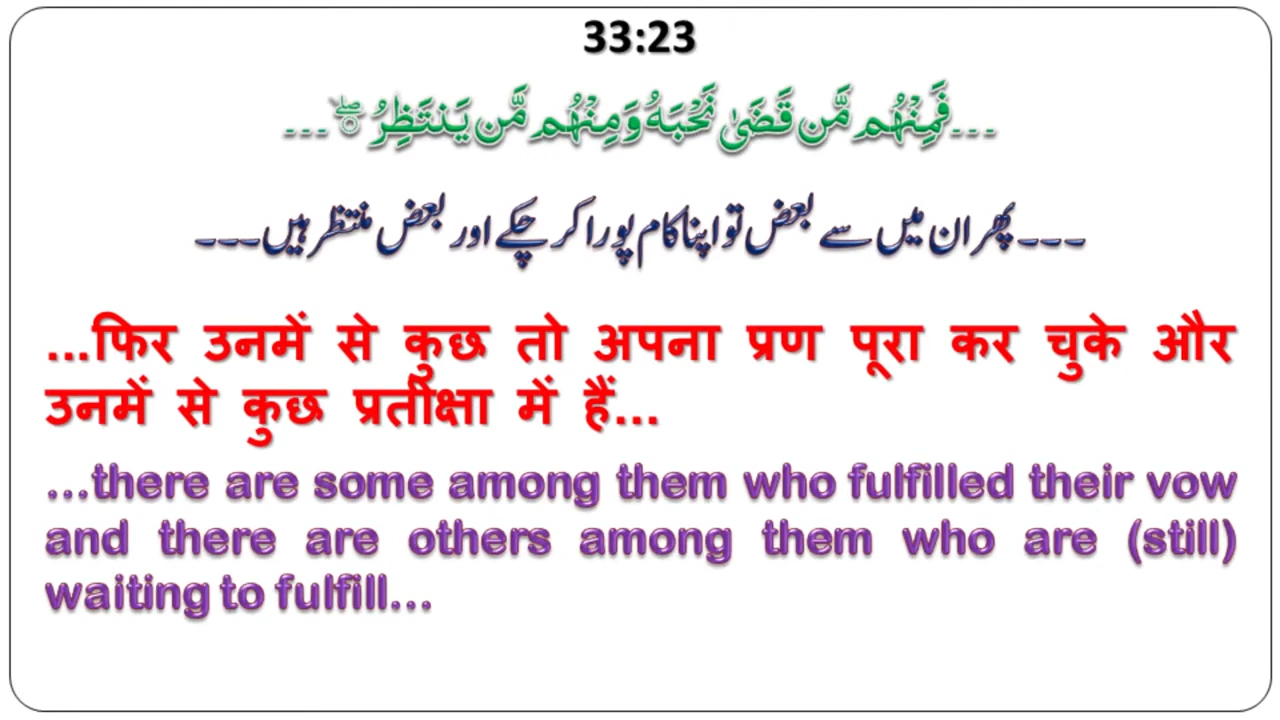 33:23
---فَمِنْهُم مَّن قَضَىٰ نَحْبَهُ وَمِنْهُم مَّن يَنتَظِرُ ۖ---
---پھر ان میں سے بعض تو اپنا کام پورا کر چکے اور بعض منتظر ہیں---
...फिर उनमें से कुछ तो अपना प्रण पूरा कर चुके और
उनमें से कुछ प्रतीक्षा में हैं...
...there are some among them who fulfilled their vow
and there are others among them who are (still)
waiting to fulfill...